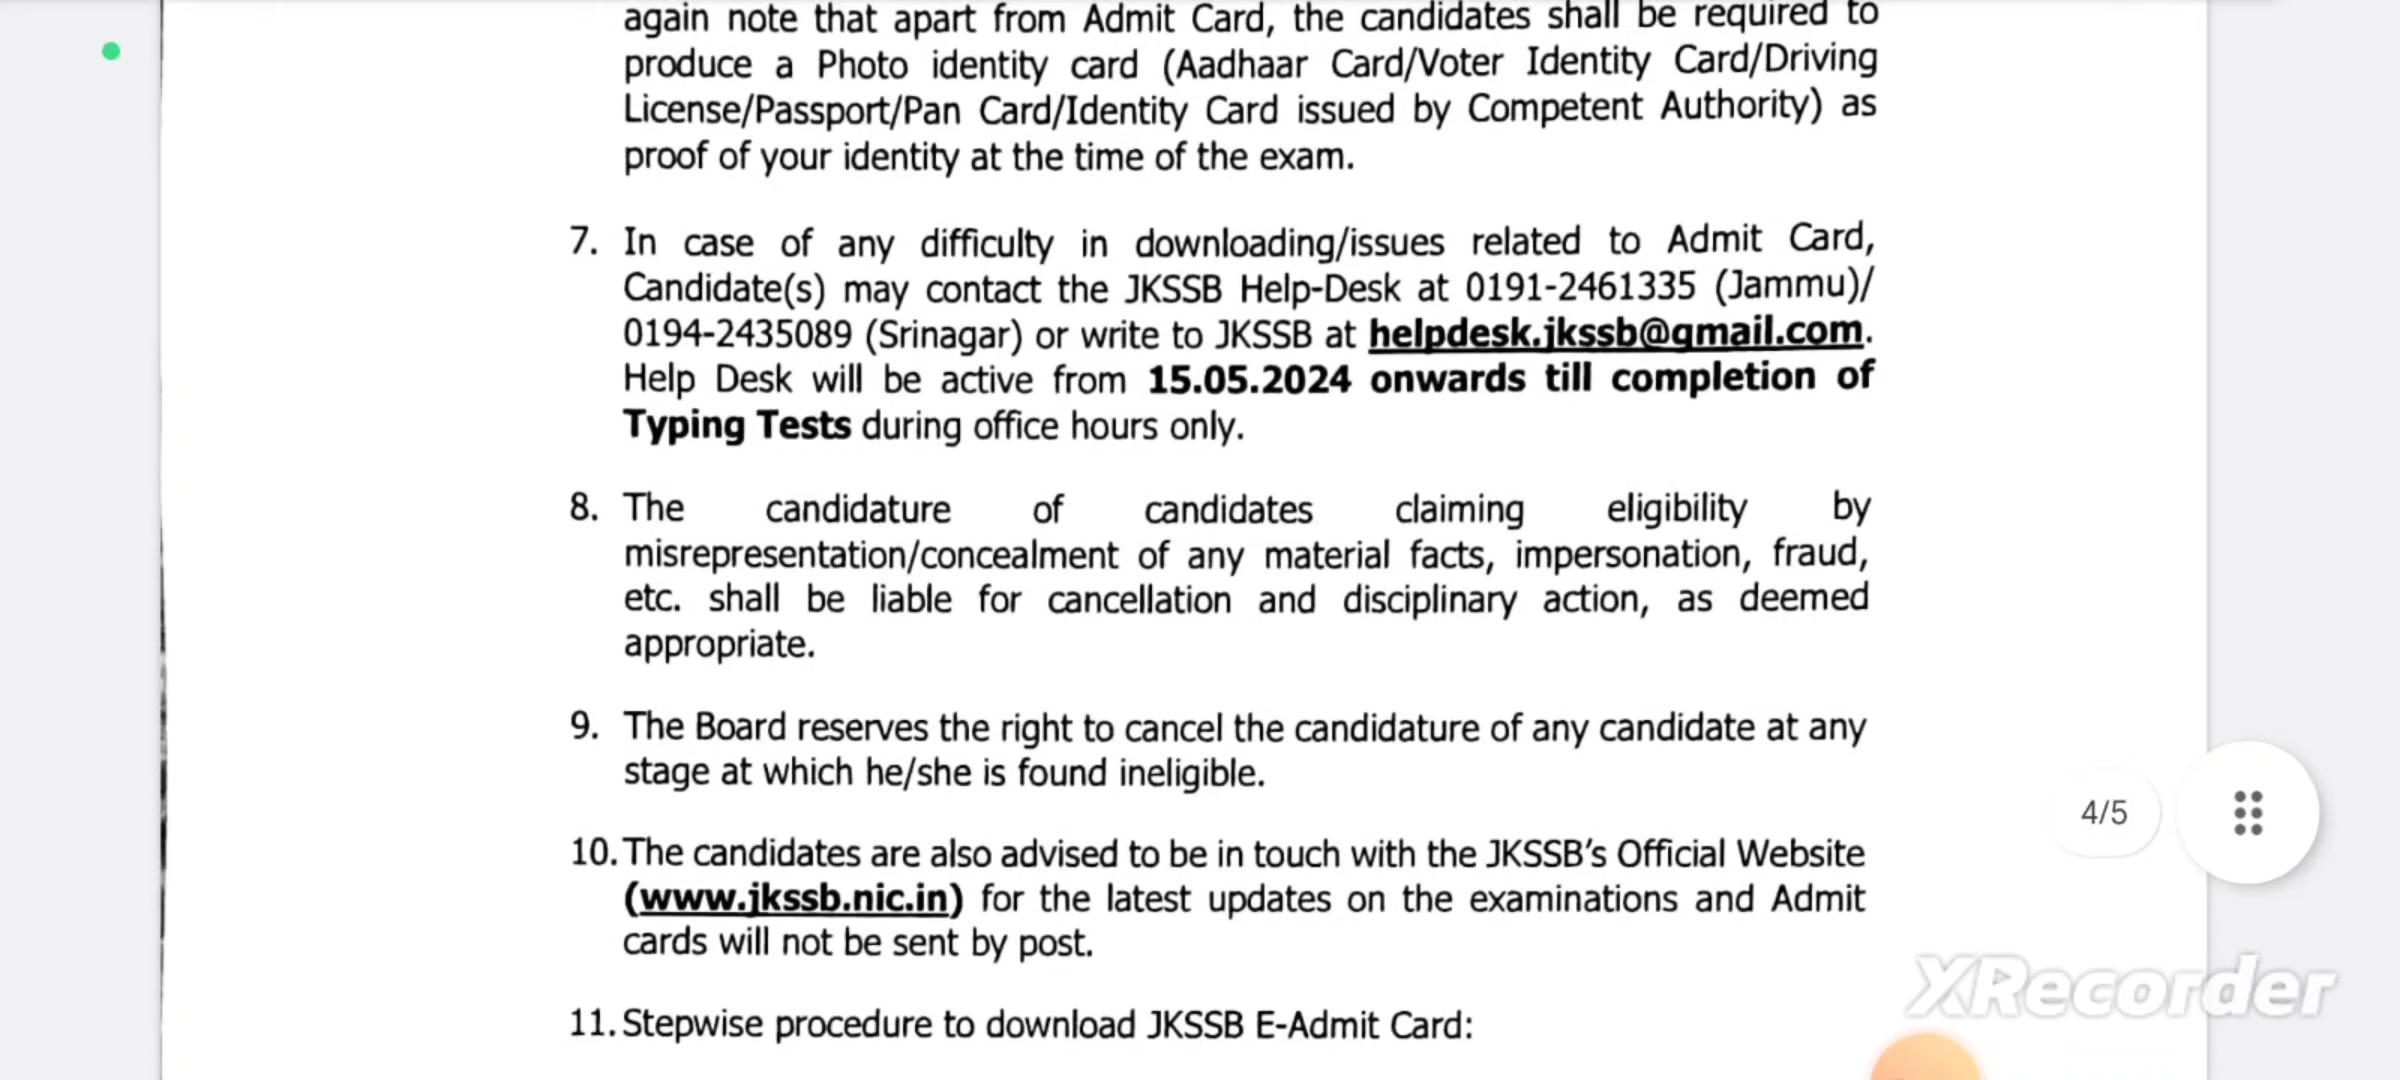 again note that apart from Admit Card, the candidates shall be required to
produce a Photo identity card (Aadhaar Card/Voter Identity Card/Driving
License/Passport/Pan Card/Identity Card issued by Competent Authority) as
proof of your identity at the time of the exam.
7. In case of any difficulty in downloading/issues related to Admit Card,
Candidate(s) may contact the JKSSB Help-Desk at 0191-2461335 (Jammu)/
0194-2435089 (Srinagar) or write to JKSSB at helpdesk.jkssb@gmail.com.
Help Desk will be active from 15.05.2024 onwards till completion of
Typing Tests during office hours only.
8. The candidature of candidates claiming eligibility by
misrepresentation/concealment of any material facts, impersonation, fraud,
etc. shall be liable for cancellation and disciplinary action, as deemed
appropriate.
9. The Board reserves the right to cancel the candidature of any candidate at any
stage at which he/she is found ineligible.
10. The candidates are also advised to be in touch with the JKSSB's Official Website
(www.jkssb.nic.in) for the latest updates on the examinations and Admit
cards will not be sent by post.
11. Stepwise procedure to download JKSSB E-Admit Card:
4/5
XRecorder